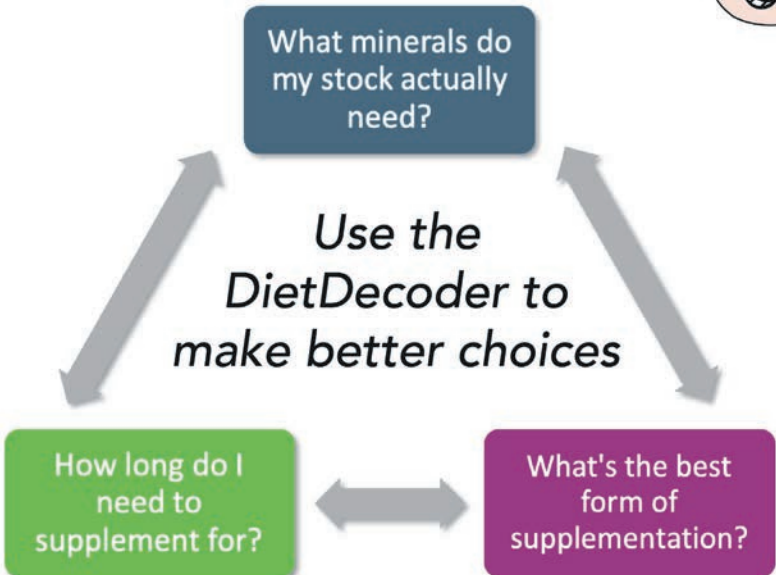 What minerals do
my stock actually
need?
Use the
DietDecoder to
make better choices
How long do I
need to
supplement for?
What's the best
form of
supplementation?